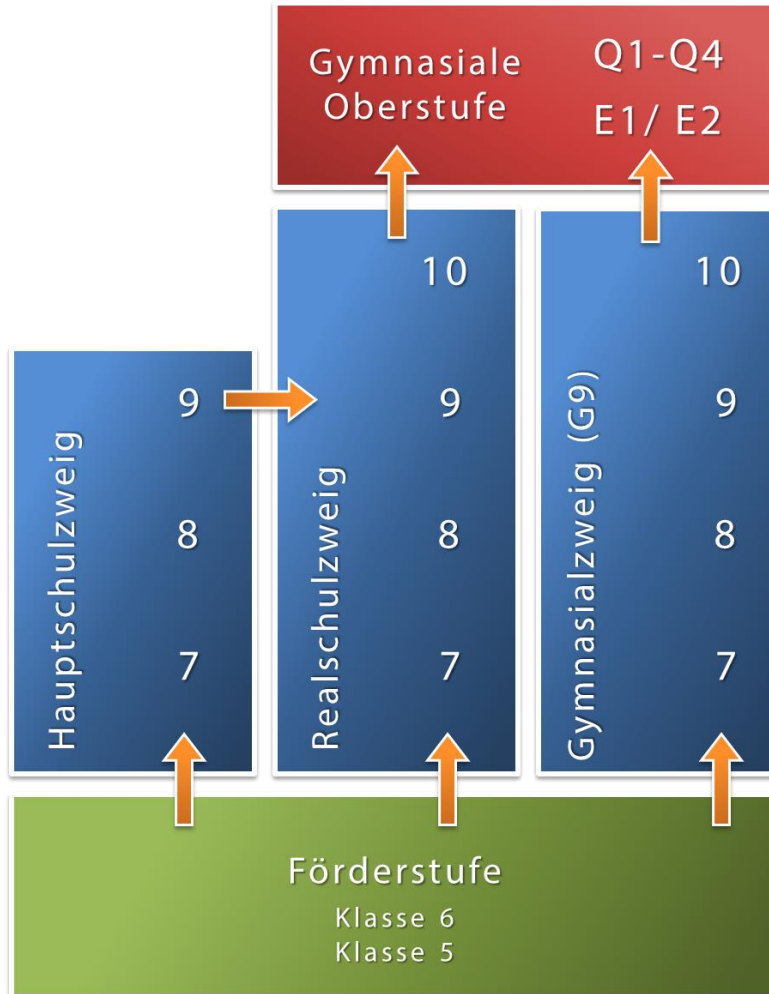 Gymnasiale
Oberstufe
Q1-Q4
E1/ E2
Hauptschulzweig
9
8
7
Realschulzweig
10
9
8
7
Gymnasialzweig (G9)
10
9
8
7
Förderstufe
Klasse 6
Klasse 5